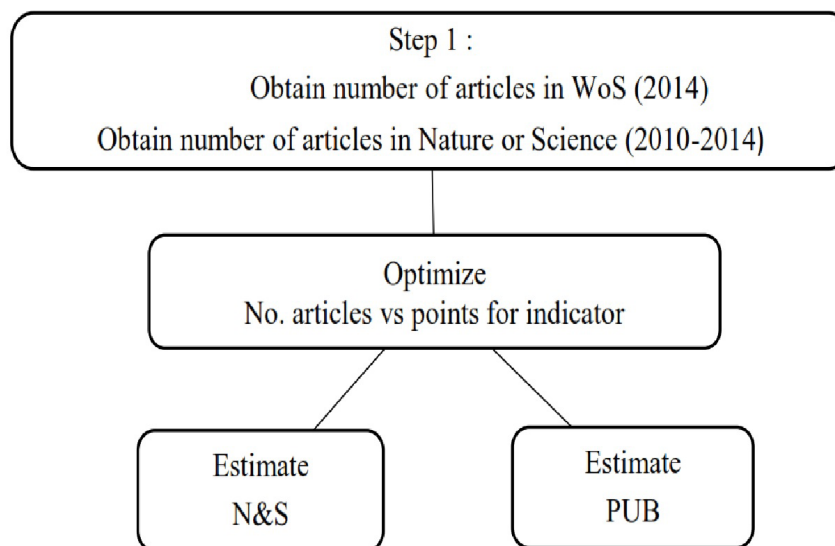 Step 1 :
Obtain number of articles in WoS (2014)
Obtain number of articles in Nature or Science (2010-2014)
Optimize
No. articles vs points for indicator
Estimate
N&S
Estimate
PUB